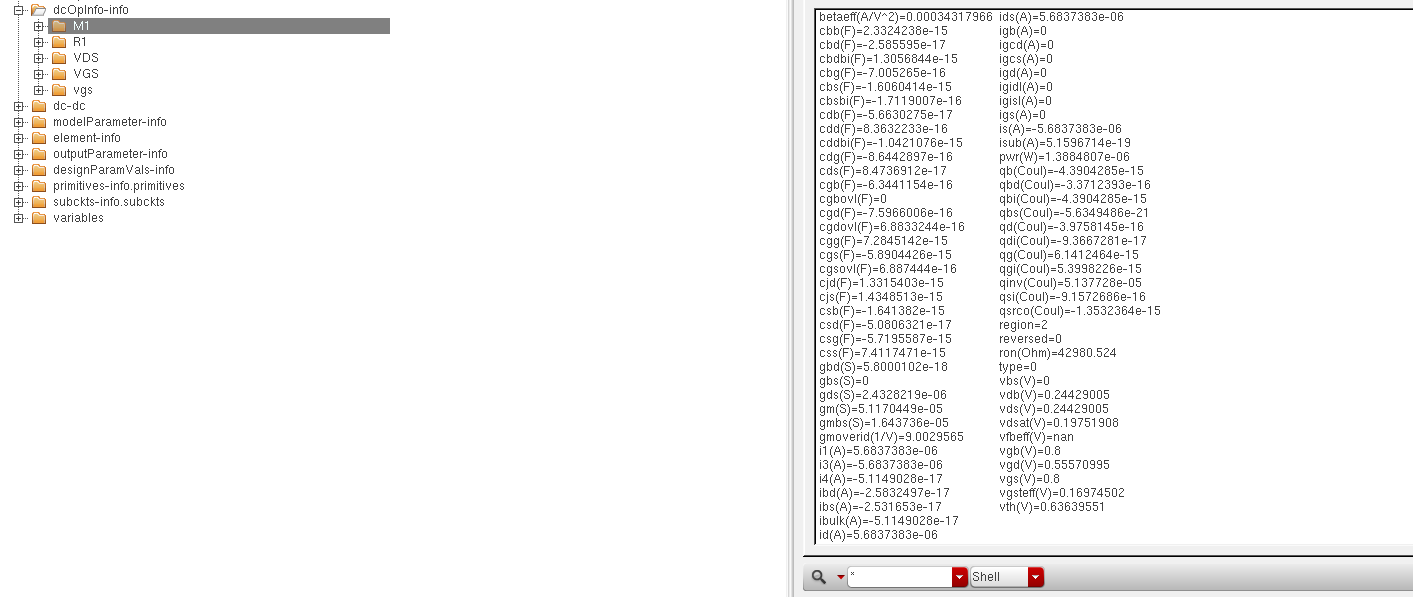 dcOpInfo-info
M1
R1
VDS
VGS
vgs
dc-dc
modelParameter-info
element-info
outputParameter-info
designParamVals-info
primitives-info.primitives
subckts-info.subckts
variables
betaeff(A/V^2)=0.00034317966 ids(A)=5.6837383e-06
cbb(F)=2.3324238e-15 igb(A)=0
cbd(F)=-2.585595e-17 igcd(A)=0
cbdbi(F)=1.3056844e-15 igcs(A)=0
cbg(F)=-7.005265e-16 igd(A)=0
cbs(F)=-1.6060414e-15 igidl(A)=0
cbsbi(F)=-1.7119007e-16 igisl(A)=0
cdb(F)=-5.6630275e-17 igs(A)=0
cdd(F)=8.3632233e-16 is(A)=-5.6837383e-06
cddbi(F)=-1.0421076e-15 isub(A)=5.1596714e-19
cdg(F)=-8.6442897e-16 pwr(W)=1.3884807e-06
cds(F)=8.4736912e-17 qb(Coul)=-4.3904285e-15
cgb(F)=-6.3441154e-16 qbd(Coul)=-3.3712393e-16
cgbovl(F)=0 qbi(Coul)=-4.3904285e-15
cgd(F)=-7.5966006e-16 qbs(Coul)=-5.6349486e-21
cgdovl(F)=6.8833244e-16 qd(Coul)=-3.9758145e-16
cgg(F)=7.2845142e-15 qdi(Coul)=-9.3667281e-17
cgs(F)=-5.8904426e-15 qg(Coul)=6.1412464e-15
cgsovl(F)=6.887444e-16 qgi(Coul)=5.3998226e-15
cjd(F)=1.3315403e-15 qinv(Coul)=5.137728e-05
cjs(F)=1.4348513e-15 qsi(Coul)=-9.1572686e-16
csb(F)=-1.641382e-15 qsrco(Coul)=-1.3532364e-15
csd(F)=-5.0806321e-17 region=2
csg(F)=-5.7195587e-15 reversed=0
css(F)=7.4117471e-15 ron(Ohm)=42980.524
gbd(S)=5.8000102e-18 type=0
gbs(S)=0 vbs(V)=0
gds(S)=2.4328219e-06 vdb(V)=0.24429005
gm(S)=5.1170449e-05 vds(V)=0.24429005
gmbs(S)=1.643736e-05 vdsat(V)=0.19751908
gmoverid(1/V)=9.0029565 vfbeff(V)=nan
i1(A)=5.6837383e-06 vgb(V)=0.8
i3(A)=-5.6837383e-06 vgd(V)=0.55570995
i4(A)=-5.1149028e-17 vgs(V)=0.8
ibd(A)=-2.5832497e-17 vgsteff(V)=0.16974502
ibs(A)=-2.531653e-17 vth(V)=0.63639551
ibulk(A)=-5.1149028e-17
id(A)=5.6837383e-06
* Shell